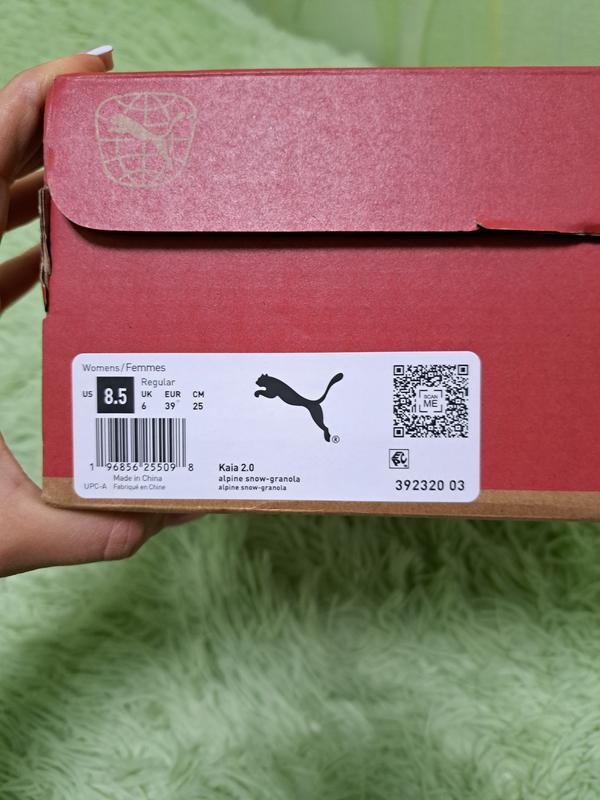 Womens/Femmes
Regular
US 8.5 UK EUR CM
6 39 25
1 96856 25509 8
Made in China
UPC-A Fabriqué en Chine
®
Kaia 2.0
alpine snow-granola
alpine snow-granola
SCAN
ME
392320 03